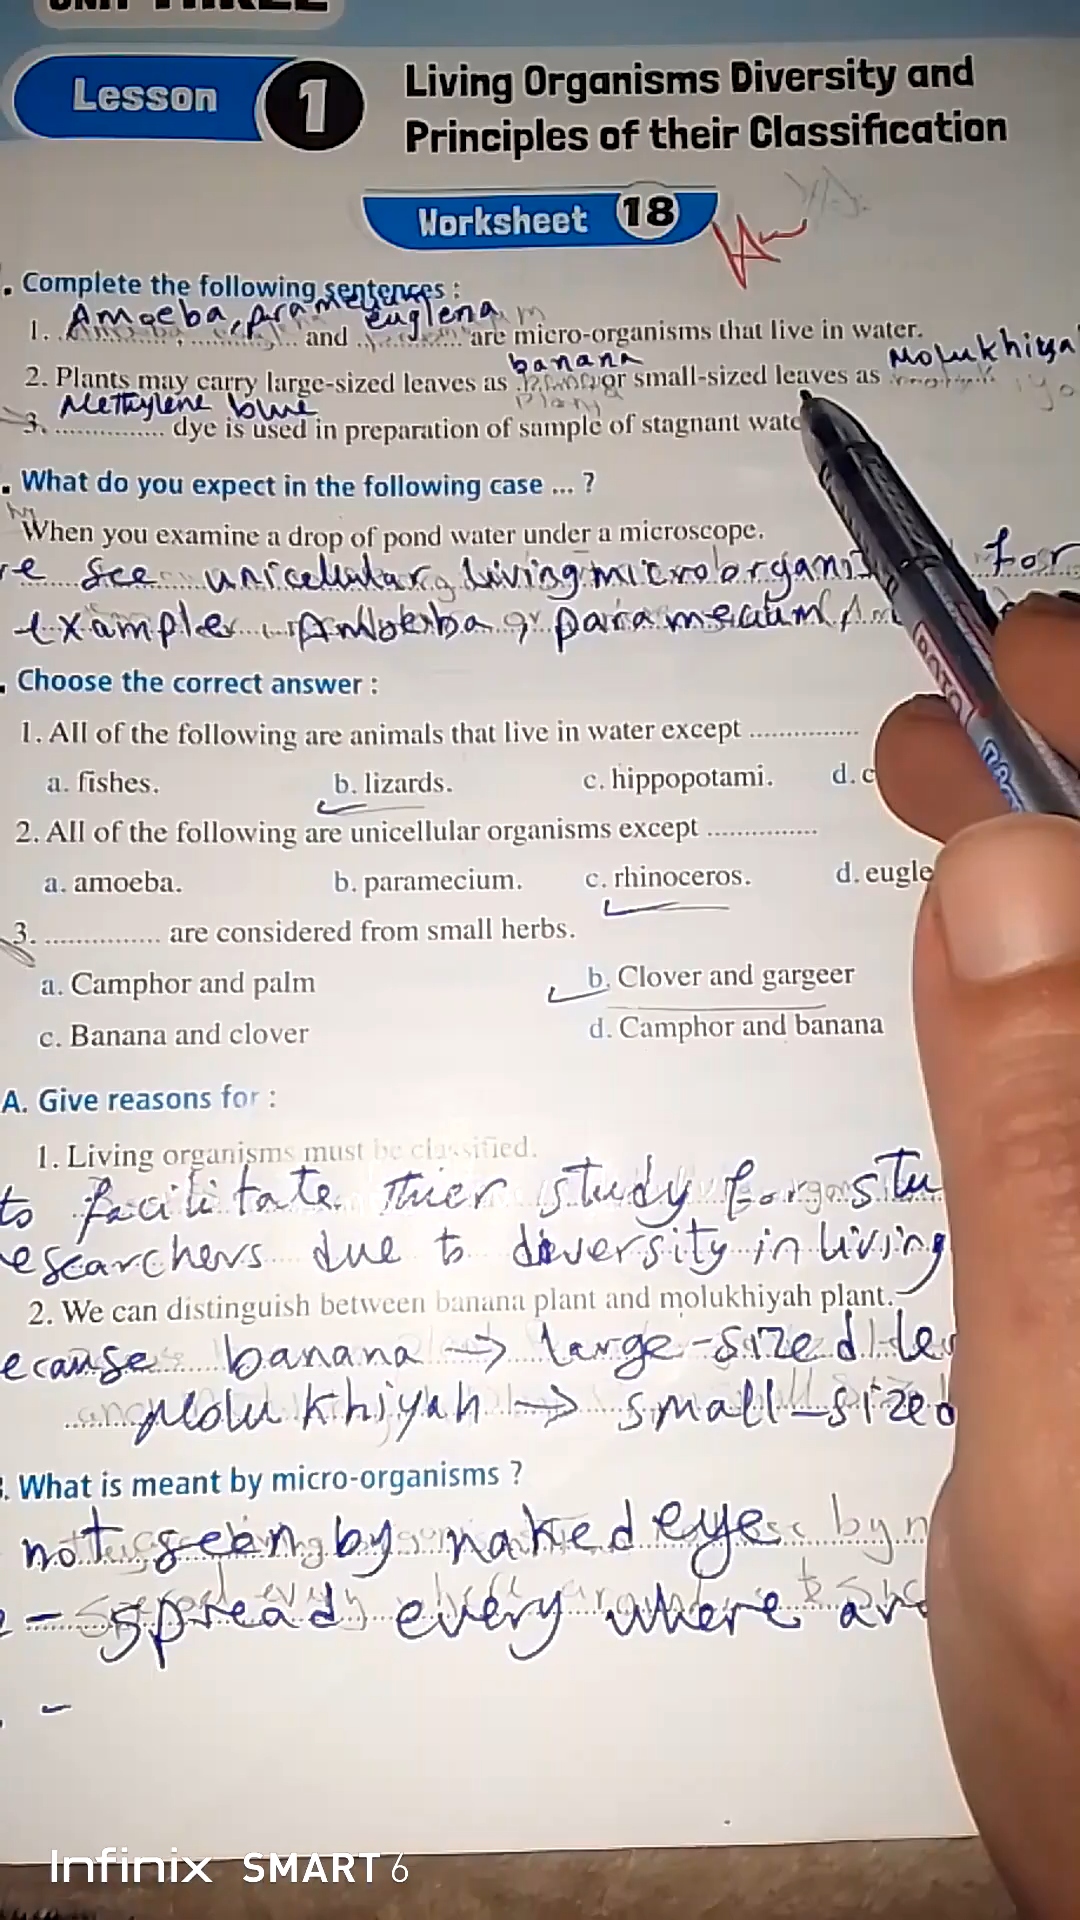 UNIT THREE
Lesson 1
Living Organisms Diversity and
Principles of their Classification
Worksheet 18
. Complete the following sentences :
Amoeba, euglena
1. and are micro-organisms that live in water.
banana Molukhiya
2. Plants may carry large-sized leaves as or small-sized leaves as
Methylene blue
3. dye is used in preparation of sample of stagnant
. What do you expect in the following case ... ?
When you examine a drop of pond water under a microscope.
see unicellular living for
example paramecium
. Choose the correct answer :
1. All of the following are animals that live in water except ..............
a. fishes. b. lizards. c. hippopotami. d.
2. All of the following are unicellular organisms except ..............
a. amoeba. b. paramecium. c. rhinoceros. d. eugle
3. .............. are considered from small herbs.
a. Camphor and palm b. Clover and gargeer
c. Banana and clover d. Camphor and banana
A. Give reasons for :
1. Living organisms must be classified.
to facilitate thier study for stu
esearchers due to diversity in living
2. We can distinguish between banana plant and molukhiyah plant.
ecause banana → large-sized le
Molukhiyah → small-sized
. What is meant by micro-organisms ?
not seen by naked eye
- spread every where
-
Infinix SMART 6